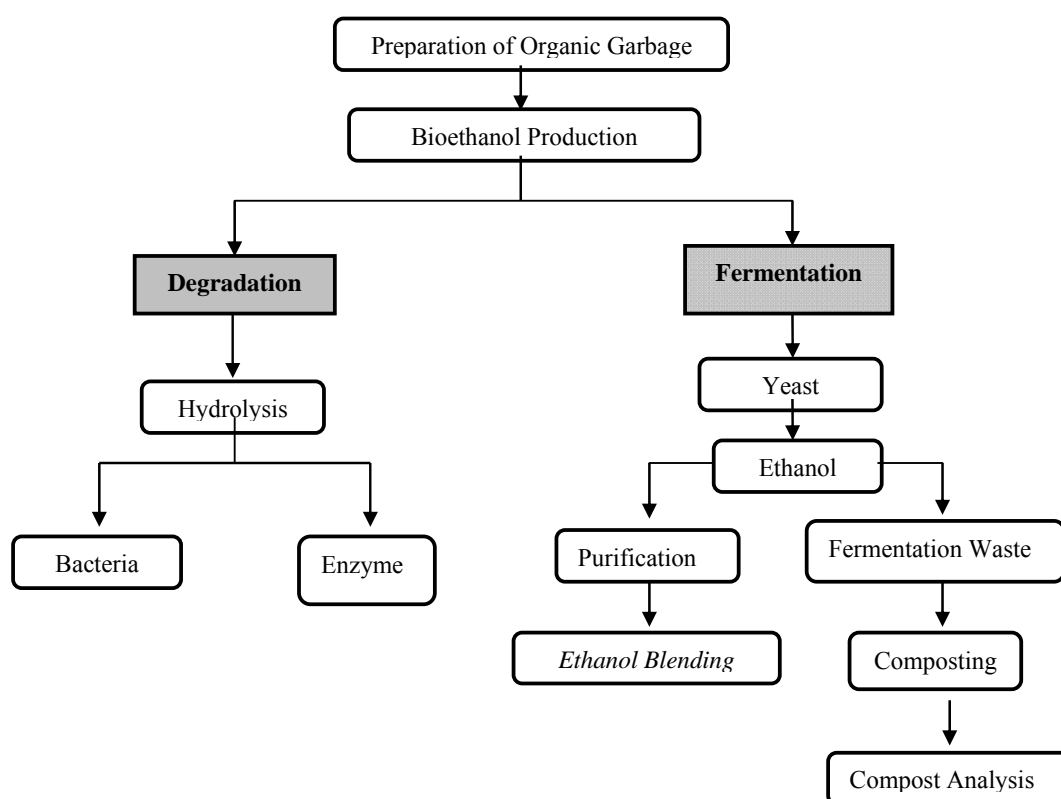 Preparation of Organic Garbage
Bioethanol Production
Degradation
Fermentation
Hydrolysis
Yeast
Ethanol
Bacteria
Enzyme
Purification
Fermentation Waste
Ethanol Blending
Composting
Compost Analysis